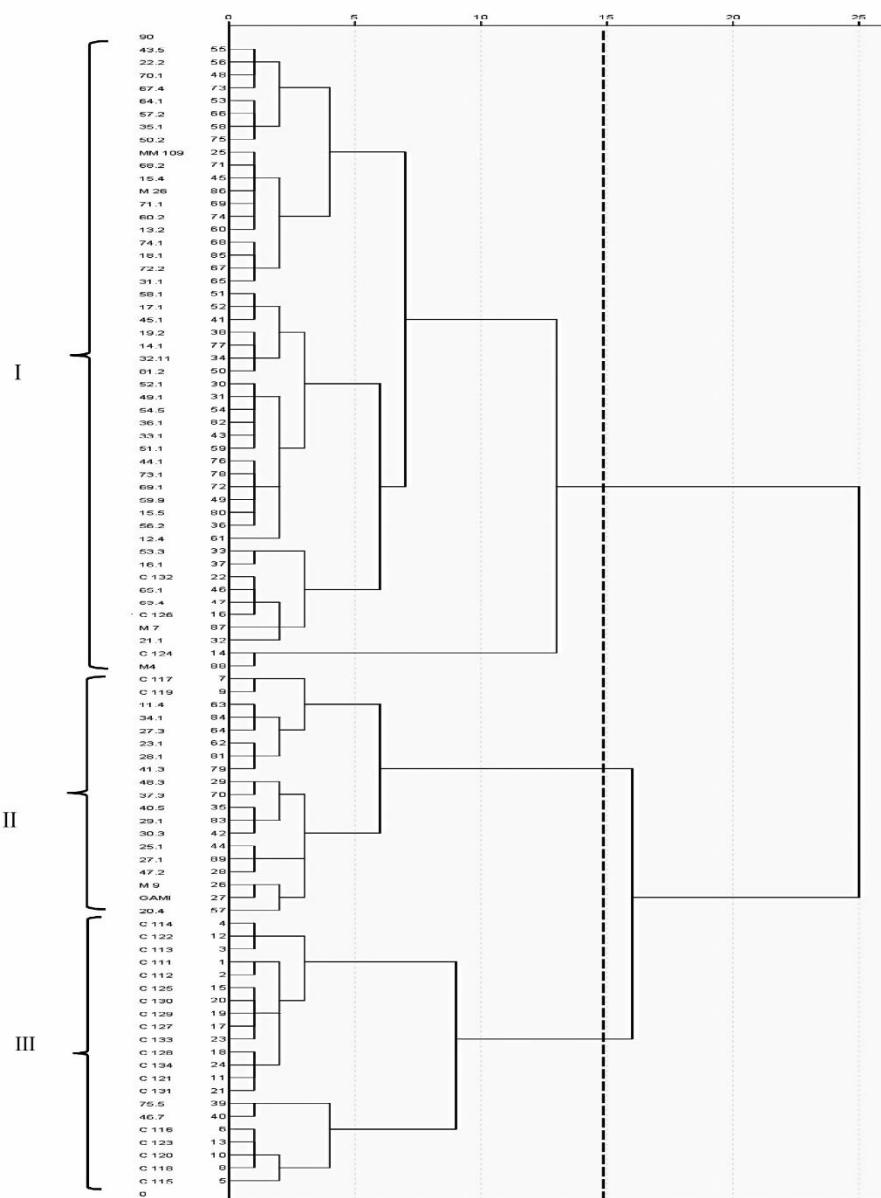 0 5 10 15 20 25
90
43.5 55
22.2 56
70.1 48
67.4 73
64.1 53
57.2 66
35.1 58
50.2 75
MM 109 25
68.2 71
15.4 45
M 26 86
71.1 69
60.2 74
13.2 60
74.1 68
18.1 85
72.2 67
31.1 65
58.1 51
17.1 52
45.1 41
19.2 38
14.1 77
32.11 34
81.2 50
52.1 30
I
49.1 31
54.5 54
36.1 82
33.1 43
51.1 59
44.1 76
73.1 78
69.1 72
59.9 49
15.5 80
56.2 36
12.4 61
53.3 33
16.1 37
C 132 22
65.1 46
63.4 47
C 126 16
M 7 87
21.1 32
C 124 14
M4 88
C 117 7
C 119 9
11.4 63
34.1 84
27.3 64
23.1 62
28.1 81
41.3 79
48.3 29
37.3 70
40.5 35
II
29.1 83
30.3 42
25.1 44
27.1 89
47.2 28
M 9 26
GAMI 27
20.4 57
C 114 4
C 122 12
C 113 3
C 111 1
C 112 2
C 125 15
C 130 20
C 129 19
C 127 17
C 133 23
III
C 128 18
C 134 24
C 121 11
C 131 21
75.5 39
46.7 40
C 116 6
C 123 13
C 120 10
C 118 8
C 115 5
0